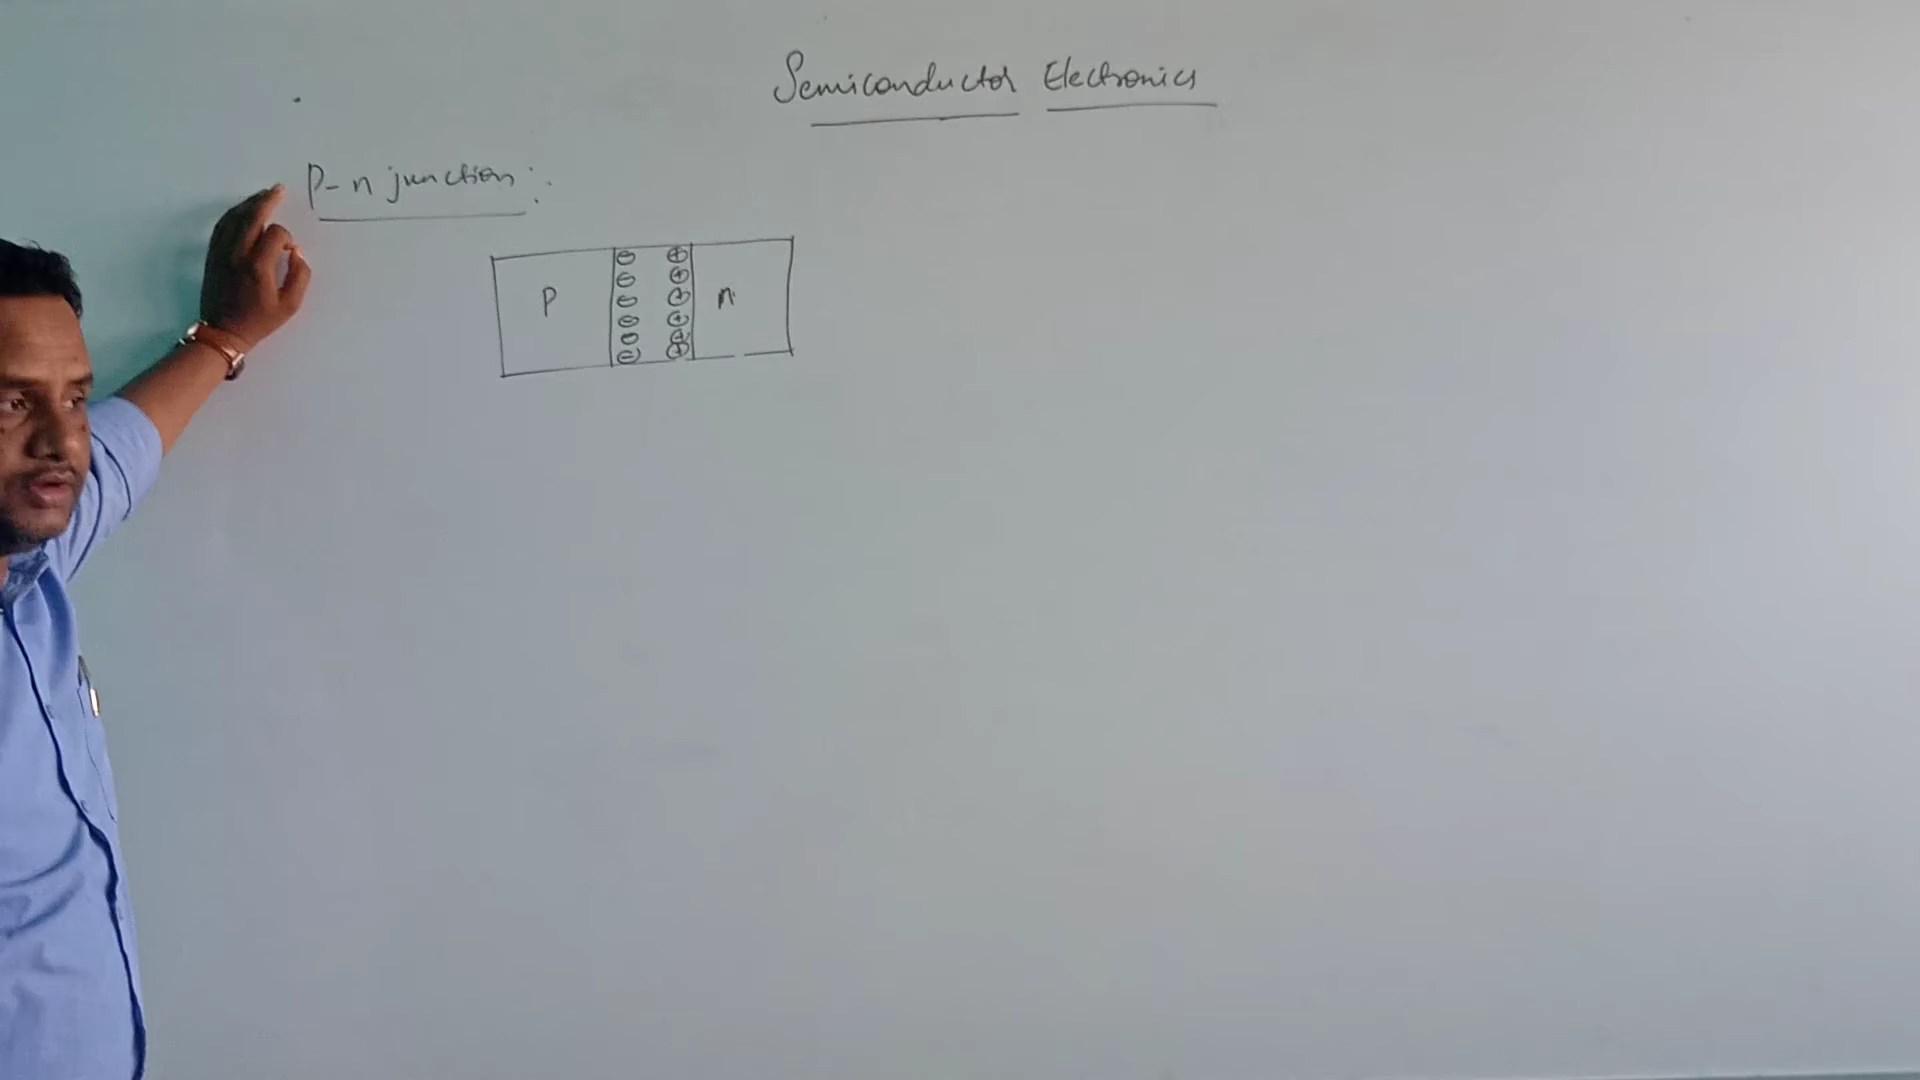 Semiconductor Electronics
P-n junction:
P ⊖ ⊕ n
⊖ ⊕
⊖ ⊕
⊖ ⊕
⊖ ⊕
⊖ ⊕